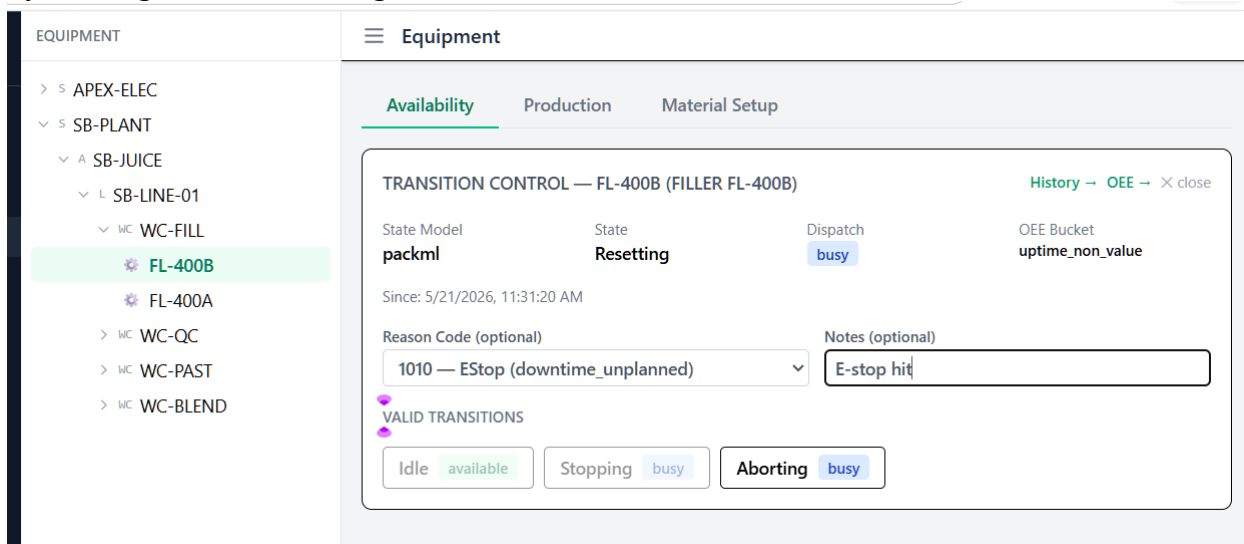 EQUIPMENT
Equipment
S APEX-ELEC
S SB-PLANT
A SB-JUICE
L SB-LINE-01
WC WC-FILL
FL-400B
FL-400A
WC WC-QC
WC WC-PAST
WC WC-BLEND
Availability Production Material Setup
TRANSITION CONTROL — FL-400B (FILLER FL-400B) History → OEE → × close
State Model State Dispatch OEE Bucket
packml Resetting busy uptime_non_value
Since: 5/21/2026, 11:31:20 AM
Reason Code (optional) Notes (optional)
1010 — EStop (downtime_unplanned) E-stop hit
VALID TRANSITIONS
Idle available Stopping busy Aborting busy